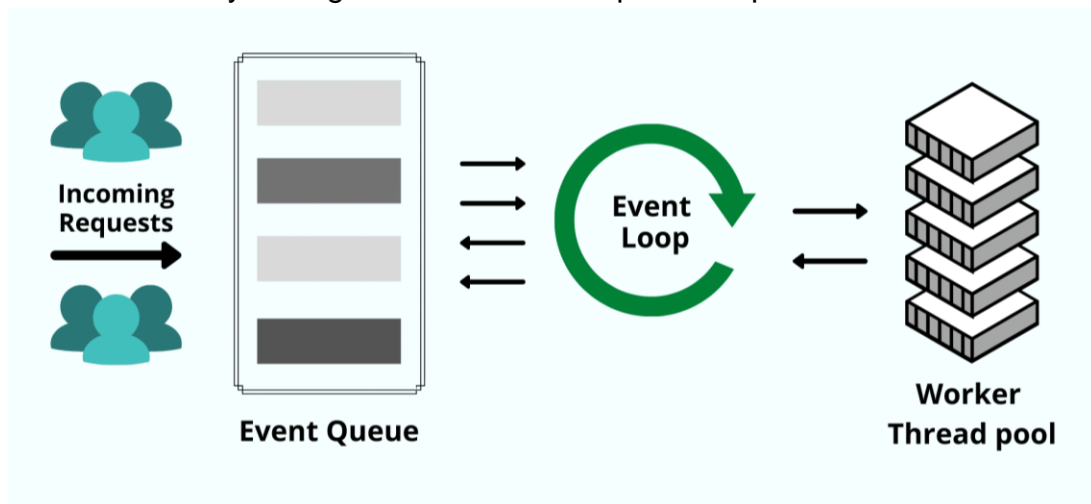 Incoming
Requests
Event Queue
Event
Loop
Worker
Thread pool